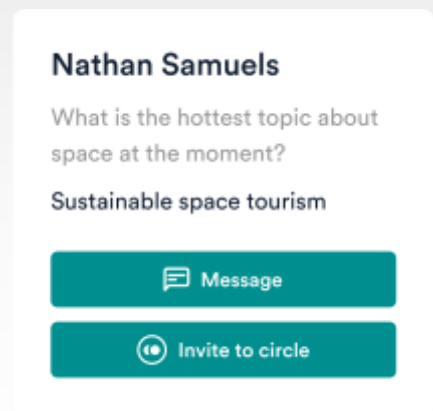 Nathan Samuels
What is the hottest topic about
space at the moment?
Sustainable space tourism
Message
Invite to circle